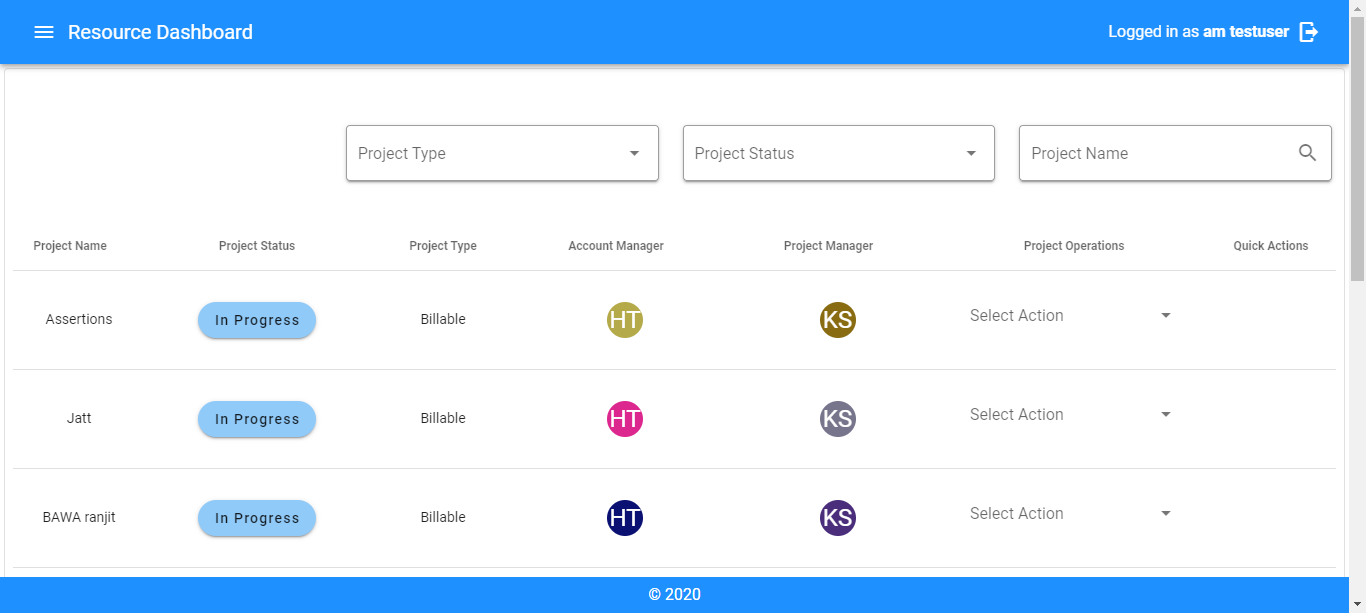 Resource Dashboard
Logged in as am testuser
Project Type
Project Status
Project Name
Project Name Project Status Project Type Account Manager Project Manager Project Operations Quick Actions
Assertions In Progress Billable HT KS Select Action
Jatt In Progress Billable HT KS Select Action
BAWA ranjit In Progress Billable HT KS Select Action
© 2020